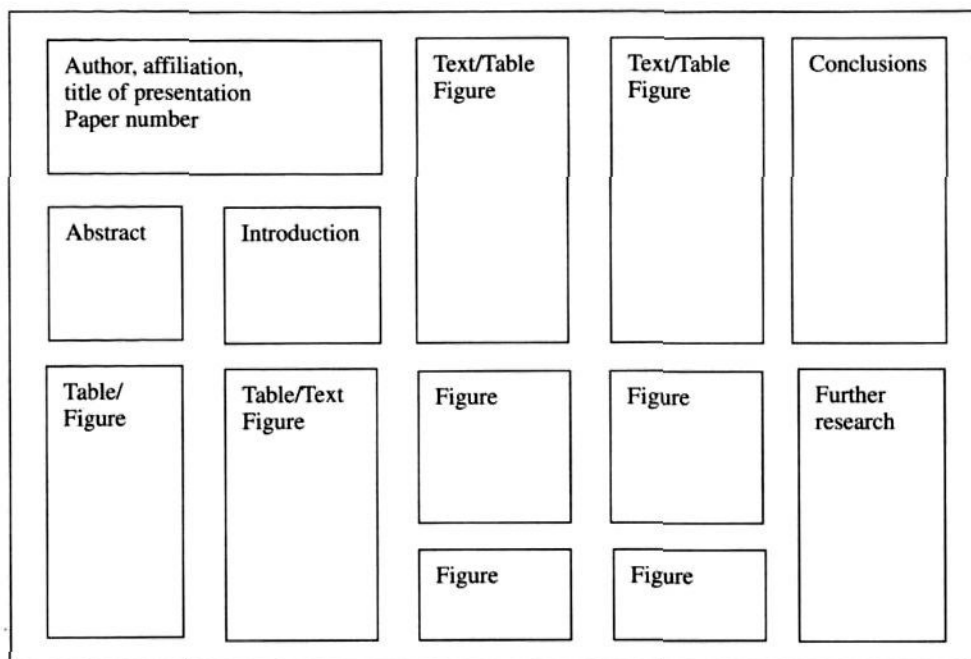 Author, affiliation,
title of presentation
Paper number
Abstract
Introduction
Table/
Figure
Table/Text
Figure
Text/Table
Figure
Figure
Figure
Text/Table
Figure
Figure
Figure
Conclusions
Further
research